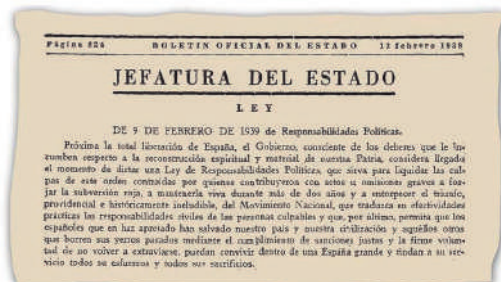 Página 824 BOLETIN OFICIAL DEL ESTADO 13 febrero 1939
JEFATURA DEL ESTADO
LEY
DE 9 DE FEBRERO DE 1939 de Responsabilidades Políticas.
Próxima la total liberación de España, el Gobierno, consciente de los deberes que le in-
cumben respecto a la reconstrucción espiritual y material de nuestra Patria, considera llegado
el momento de dictar una Ley de Responsabilidades Políticas, que sirva para liquidar las cul-
pas de este orden contraídas por quienes contribuyeron con actos u omisiones graves a for-
jar la subversión roja, a mantenerla viva durante más de dos años y a entorpecer el triunfo,
providencial e históricamente ineludible, del Movimiento Nacional, que traduzca en efectividades
prácticas las responsabilidades civiles de las personas culpables y que, por último, permita que los
españoles que en haz apretado han salvado nuestro país y nuestra civilización y aquéllos otros
que borren sus yerros pasados mediante el cumplimiento de sanciones justas y la firme volun-
tad de no volver a extraviarse, puedan convivir dentro de una España grande y rindan a su ser-
vicio todos su esfuerzos y todos sus sacrificios.